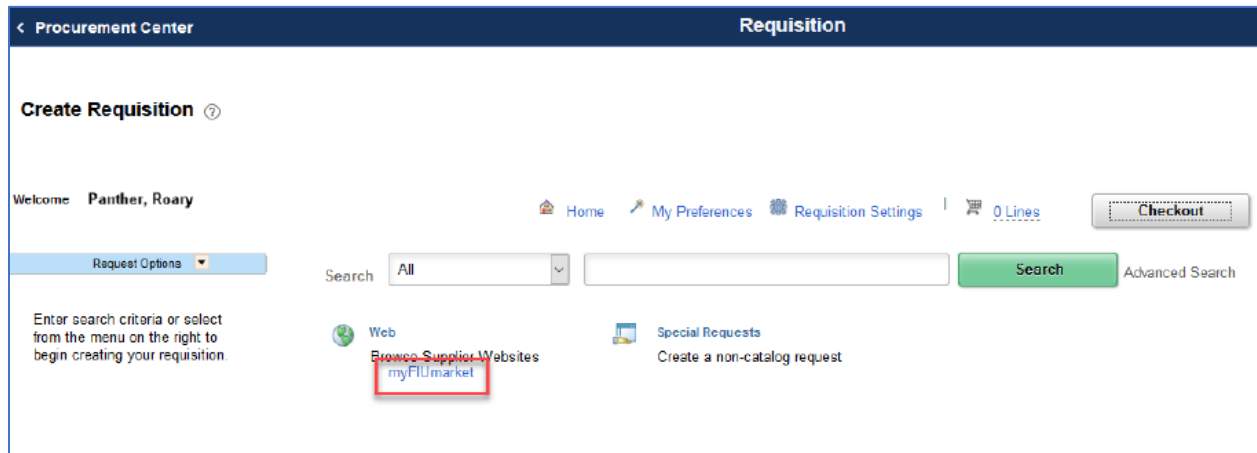 < Procurement Center Requisition
Create Requisition ?
Welcome Panther, Roary
Home My Preferences Requisition Settings 0 Lines Checkout
Request Options
Search All Search Advanced Search
Enter search criteria or select
from the menu on the right to
begin creating your requisition.
Web
Browse Supplier Websites
myFIUmarket
Special Requests
Create a non-catalog request